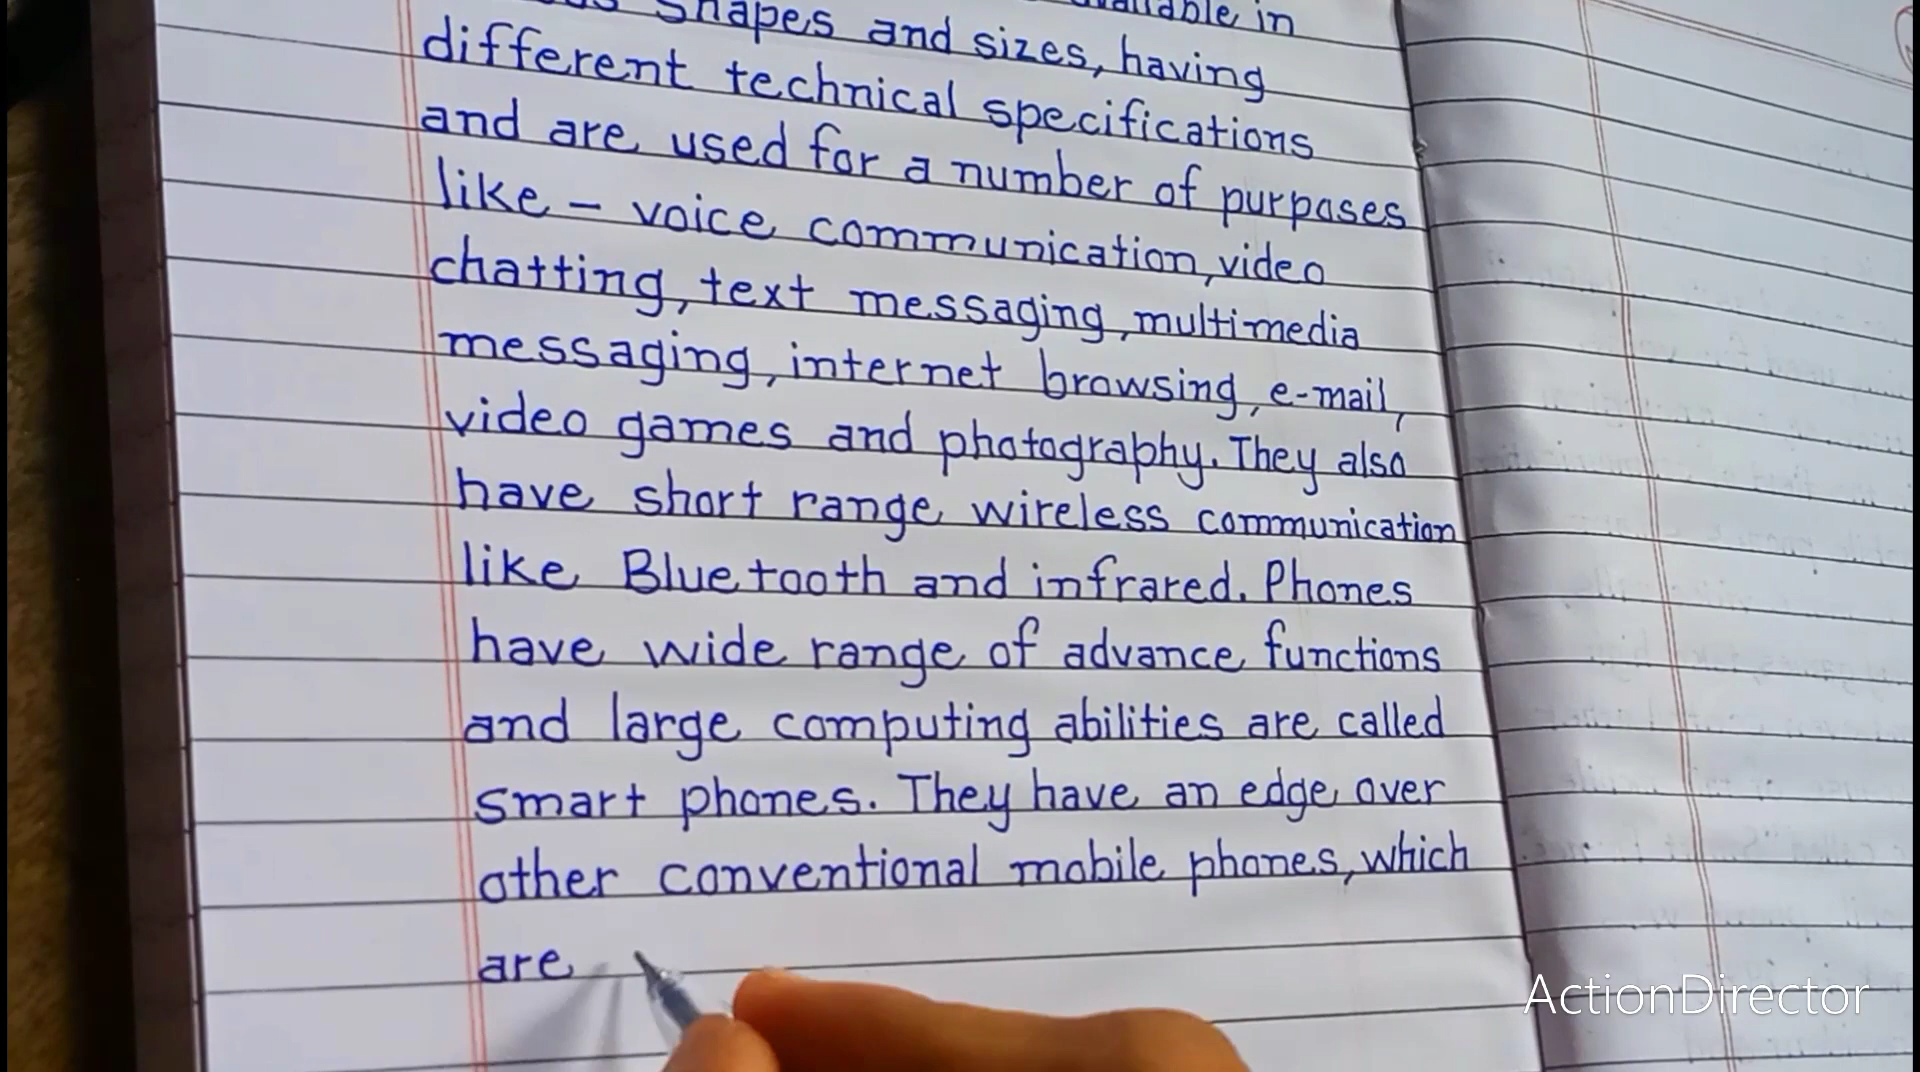 shapes and sizes, having
different technical specifications
and are used for a number of purposes
like - voice communication, video
chatting, text messaging, multimedia
messaging, internet browsing, e-mail,
video games and photography. They also
have short range wireless communication
like Bluetooth and infrared. Phones
have wide range of advance functions
and large computing abilities are called
smart phones. They have an edge over
other conventional mobile phones, which
are
ActionDirector